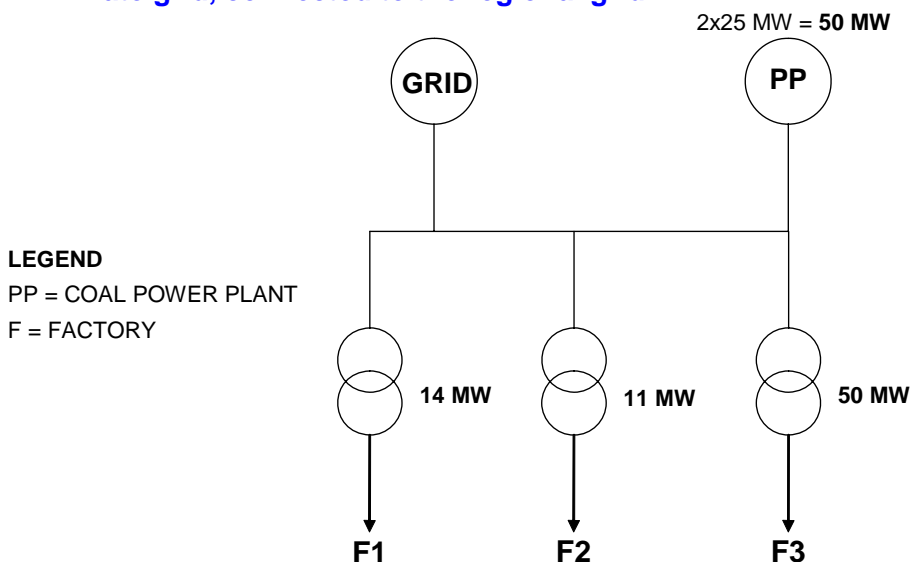 2x25 MW = 50 MW
GRID
PP
LEGEND
PP = COAL POWER PLANT
F = FACTORY
14 MW
11 MW
50 MW
F1
F2
F3